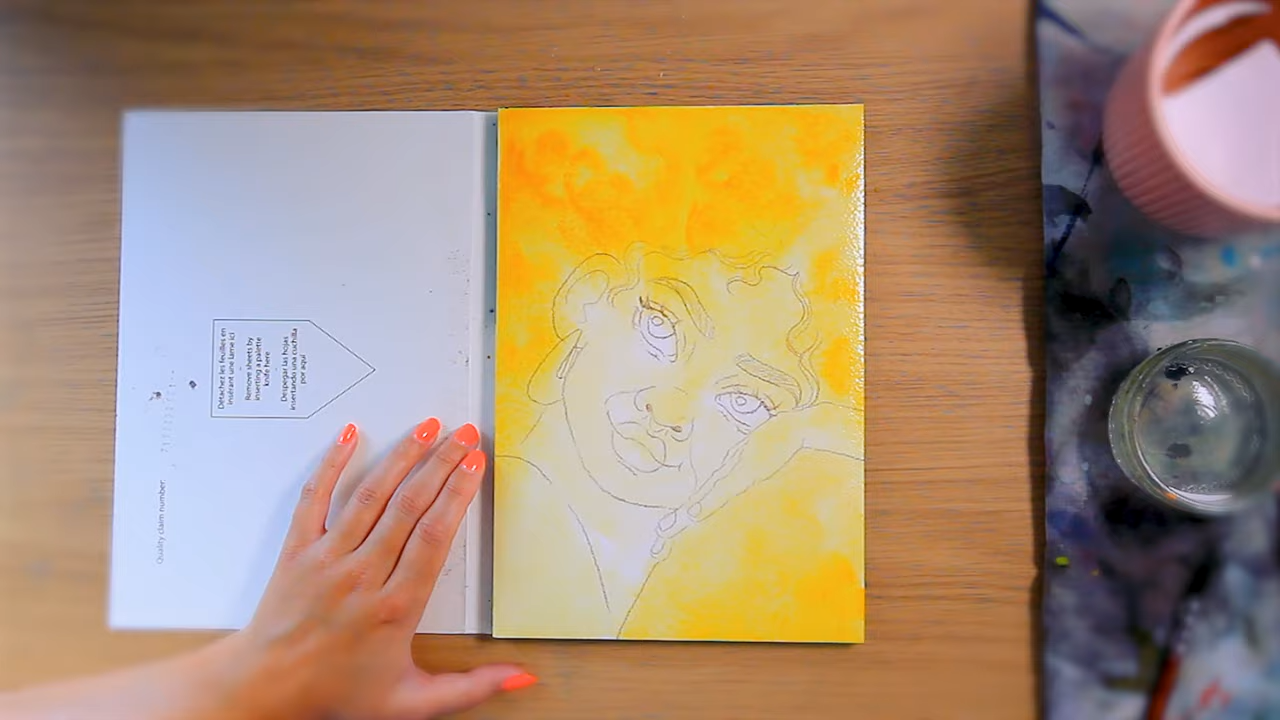 Détachez les feuilles en
insérant une lame ici
Remove sheets by
inserting a palette
knife here
Despegar las hojas
insertando una cuchilla
por aquí
Quality claim number: